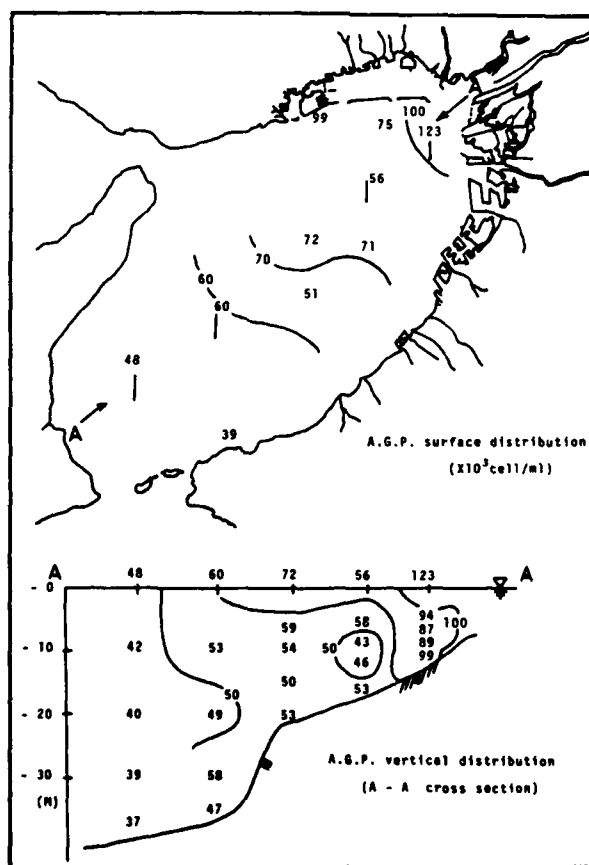 A
100
99
75
123
56
72
71
70
60
51
60
48
A
39
A.G.P. surface distribution
(X10³cell/ml)
A 48 60 72 56 123 A
- 0
94
59 58 87 100
- 10 42 53 54 50 43 89
46 99
50 50 53
- 20 40 49 53
A.G.P. vertical distribution
- 30 39 58
(M) (A - A cross section)
47
37